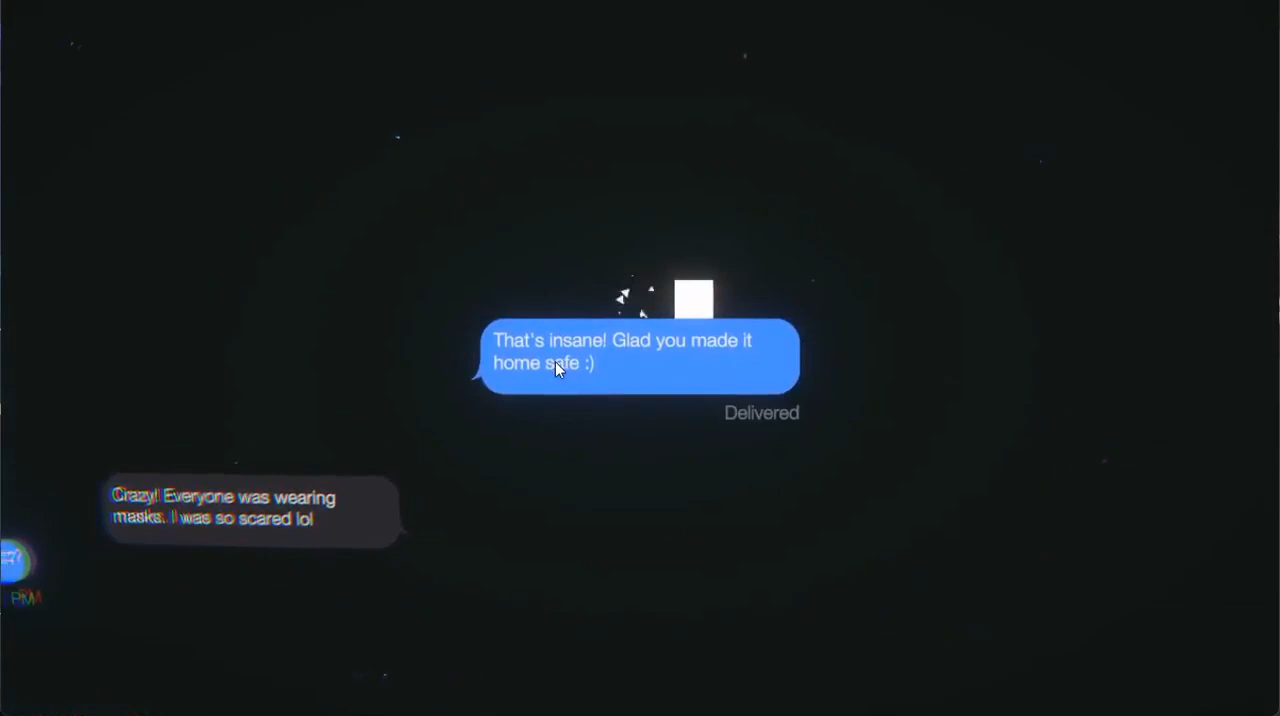 That's insane! Glad you made it
home safe :)
Delivered
Crazy! Everyone was wearing
masks. I was so scared lol
PM